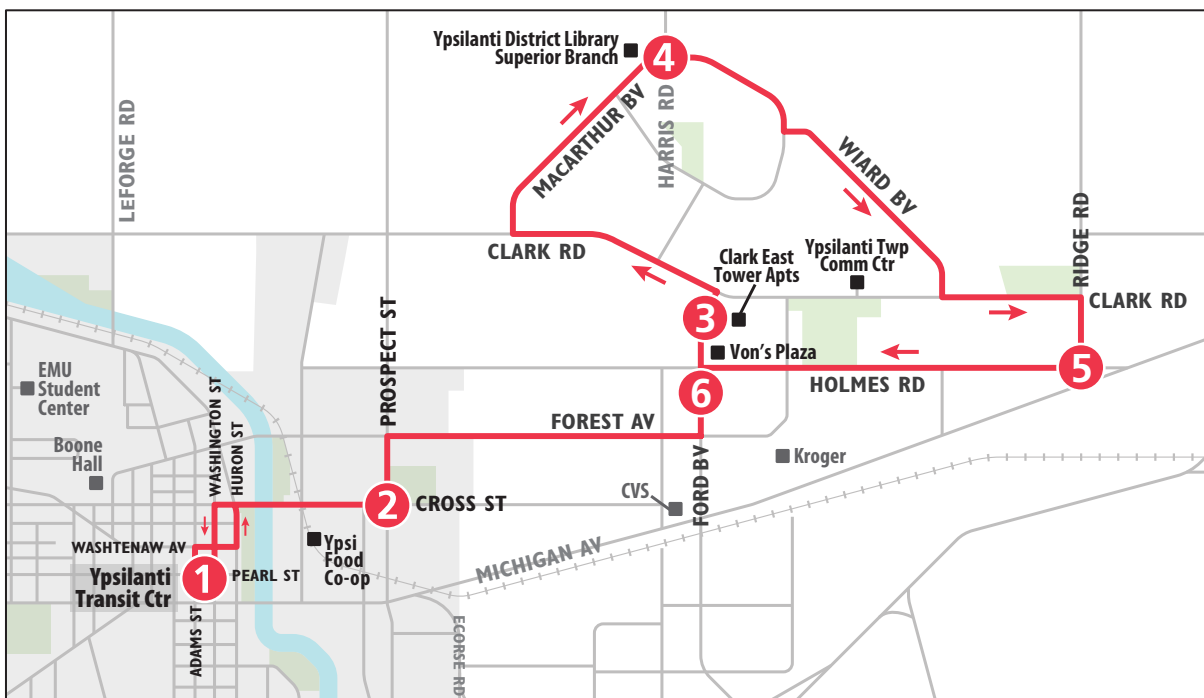 Ypsilanti District Library
Superior Branch
4
LEFORGE RD
MACARTHUR BV
HARRIS RD
WIARD BV
RIDGE RD
CLARK RD
Clark East
Tower Apts
Ypsilanti Twp
Comm Ctr
CLARK RD
3
Von's Plaza
PROSPECT ST
5
HOLMES RD
6
EMU
Student
Center
WASHINGTON ST
HURON ST
FOREST AV
Boone
Hall
FORD BV
Kroger
CVS
2
CROSS ST
WASHTENAW AV
Ypsi
Food
Co-op
MICHIGAN AV
1
PEARL ST
Ypsilanti
Transit Ctr
ADAMS ST
ECORSE RD